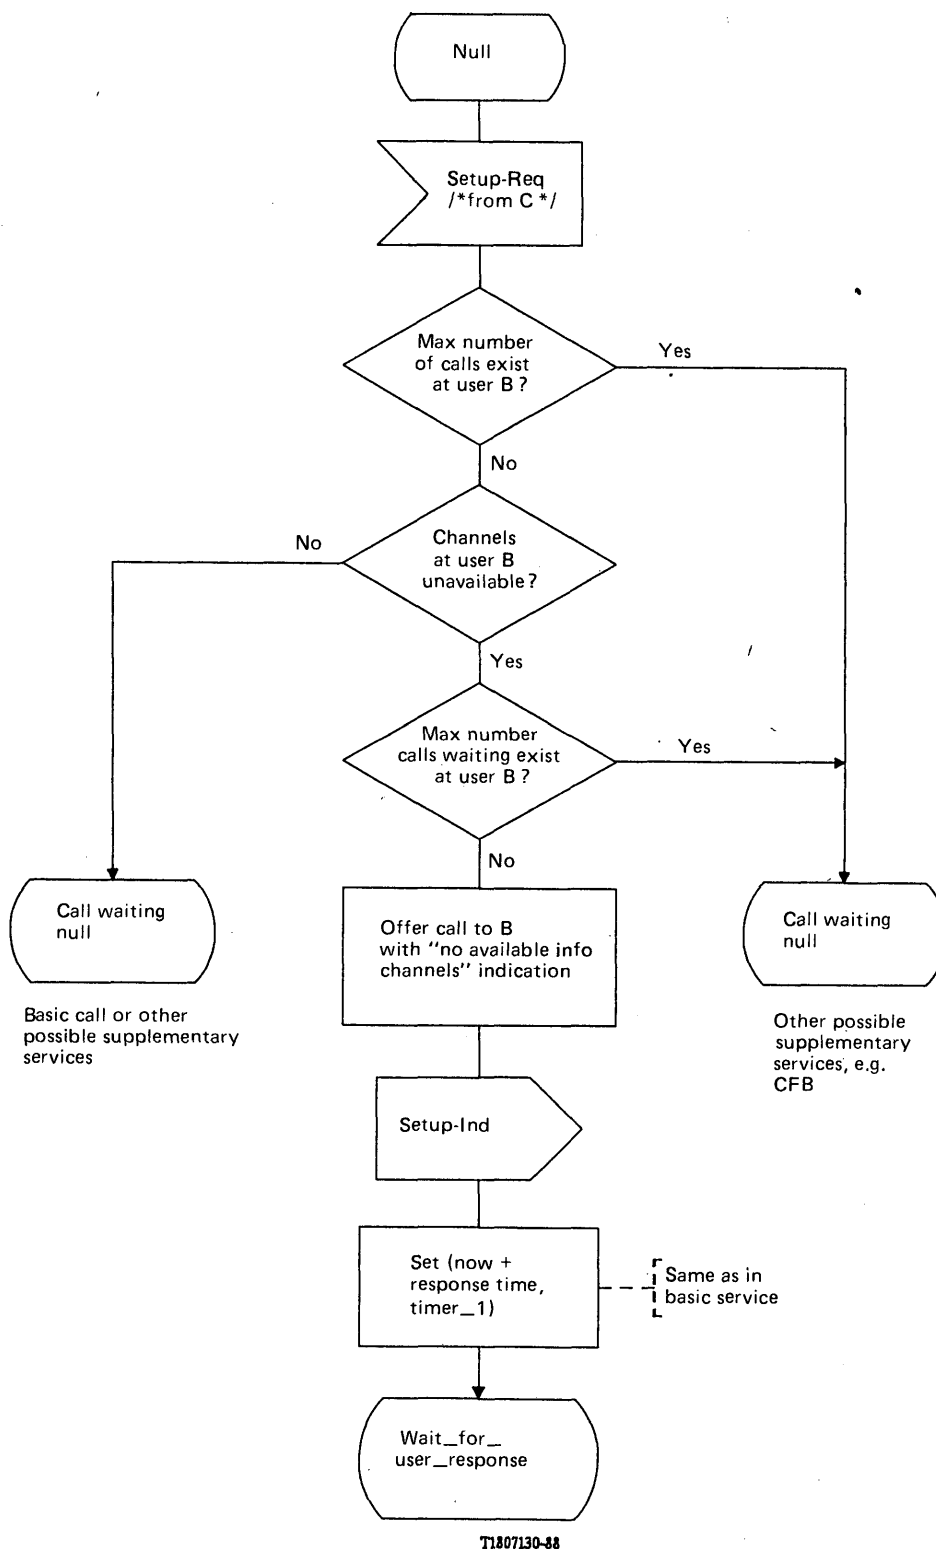 Null
Setup-Req
/*from C */
Max number
of calls exist
at user B?
Yes
No
Channels
at user B
unavailable?
No
Yes
Max number
calls waiting exist
at user B?
Yes
No
Call waiting
null
Basic call or other
possible supplementary
services
Offer call to B
with "no available info
channels" indication
Call waiting
null
Other possible
supplementary
services, e.g.
CFB
Setup-Ind
Set (now +
response time,
timer_1)
Same as in
basic service
Wait_for_
user_response
T1807130-88